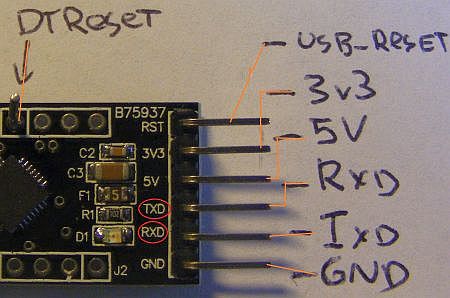 DTReset
USB_Reset
3v3
5V
RxD
TxD
GND
B75937
RST
C2
3V3
C3
5V
F1
TXD
R1
RXD
D1
GND
J2